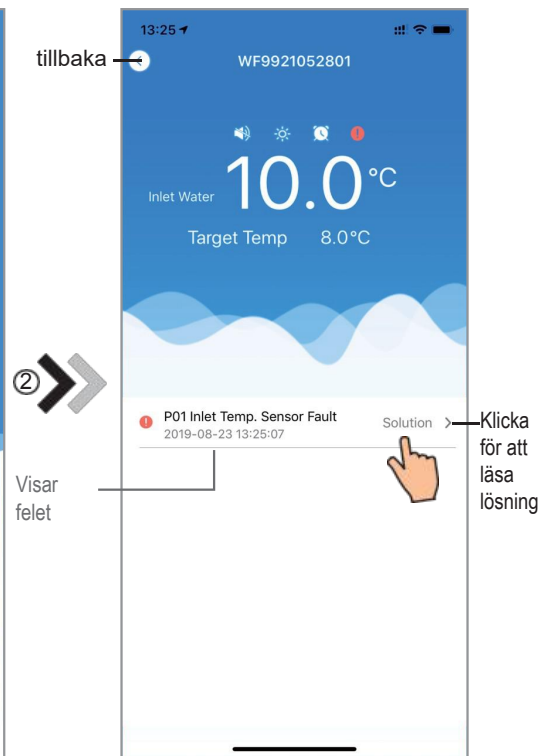 13:25
tillbaka
WF9921052801
10.0°C
Inlet Water
Target Temp 8.0°C
②
P01 Inlet Temp. Sensor Fault
2019-08-23 13:25:07
Solution
Klicka
för att
läsa
lösning
Visar
felet